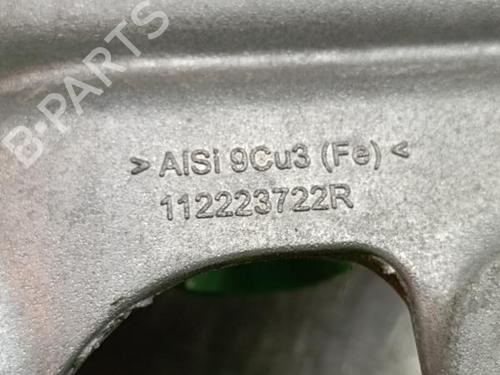 B-PARTS
> AlSi 9Cu3 (Fe) <
112223722R